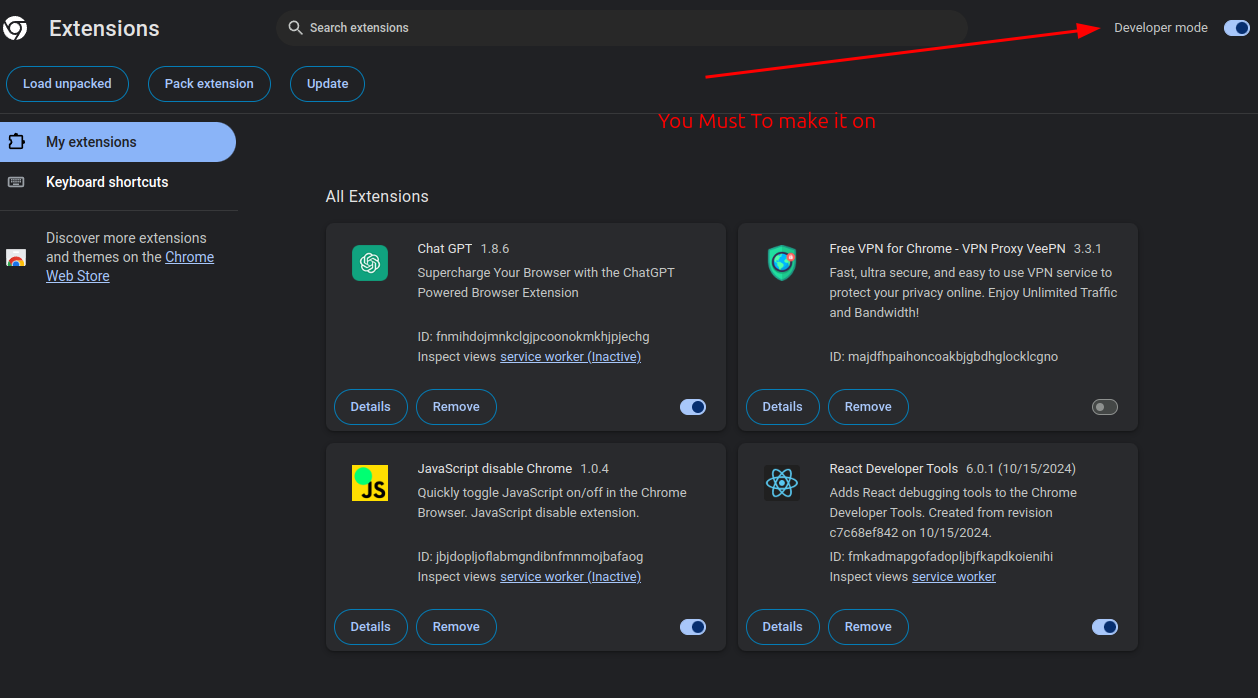 Extensions
Search extensions
Developer mode
Load unpacked
Pack extension
Update
You Must To make it on
My extensions
Keyboard shortcuts
Discover more extensions
and themes on the Chrome
Web Store
All Extensions
Chat GPT 1.8.6
Supercharge Your Browser with the ChatGPT
Powered Browser Extension
ID: fnmihdojmnkclgjpcoonokmkhjpjechg
Inspect views service worker (Inactive)
Details
Remove
Free VPN for Chrome - VPN Proxy VeePN 3.3.1
Fast, ultra secure, and easy to use VPN service to
protect your privacy online. Enjoy Unlimited Traffic
and Bandwidth!
ID: majdfhpaihoncoakbjgbdhglocklcgno
Details
Remove
JS
JavaScript disable Chrome 1.0.4
Quickly toggle JavaScript on/off in the Chrome
Browser. JavaScript disable extension.
ID: jbjdopljoflabmgndibnfmnmojbafaog
Inspect views service worker (Inactive)
Details
Remove
React Developer Tools 6.0.1 (10/15/2024)
Adds React debugging tools to the Chrome
Developer Tools. Created from revision
c7c68ef842 on 10/15/2024.
ID: fmkadmapgofadopljbjfkapdkoienihi
Inspect views service worker
Details
Remove